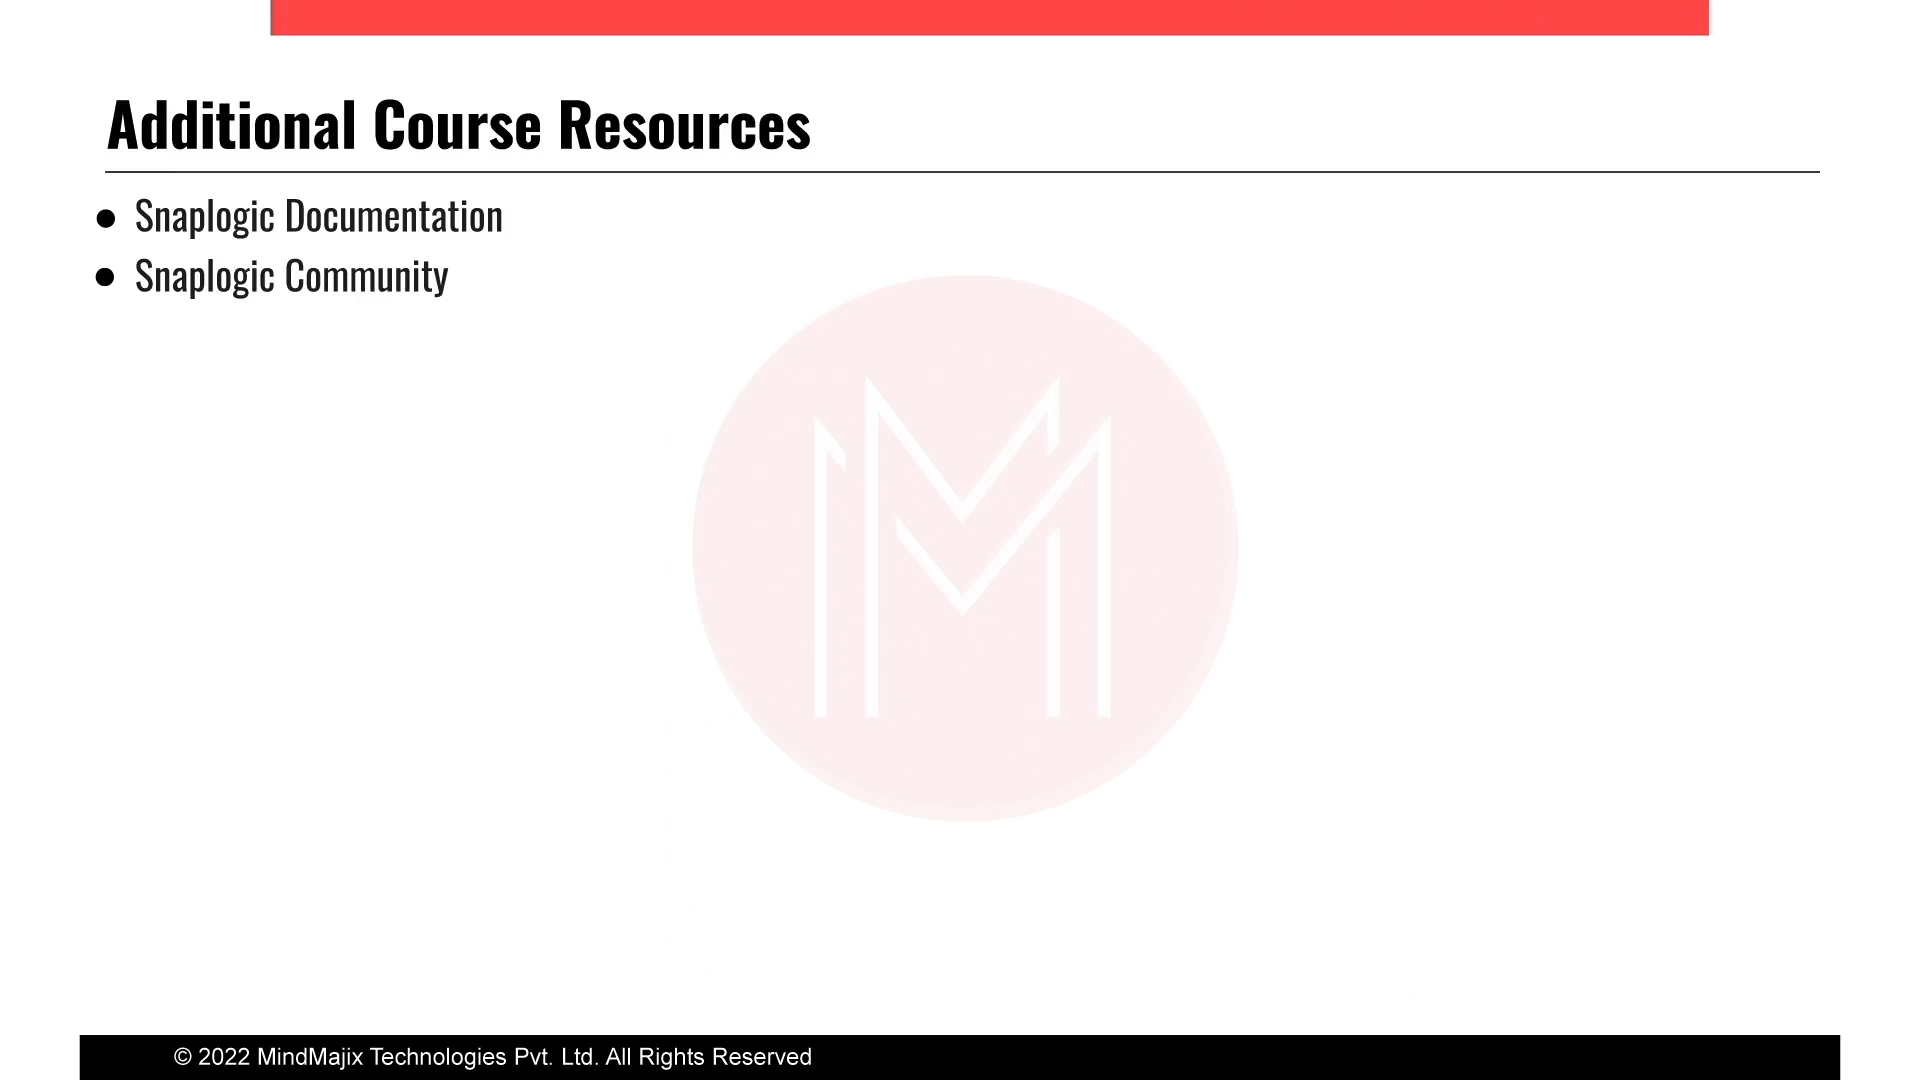 Additional Course Resources
● Snaplogic Documentation
● Snaplogic Community
© 2022 MindMajix Technologies Pvt. Ltd. All Rights Reserved